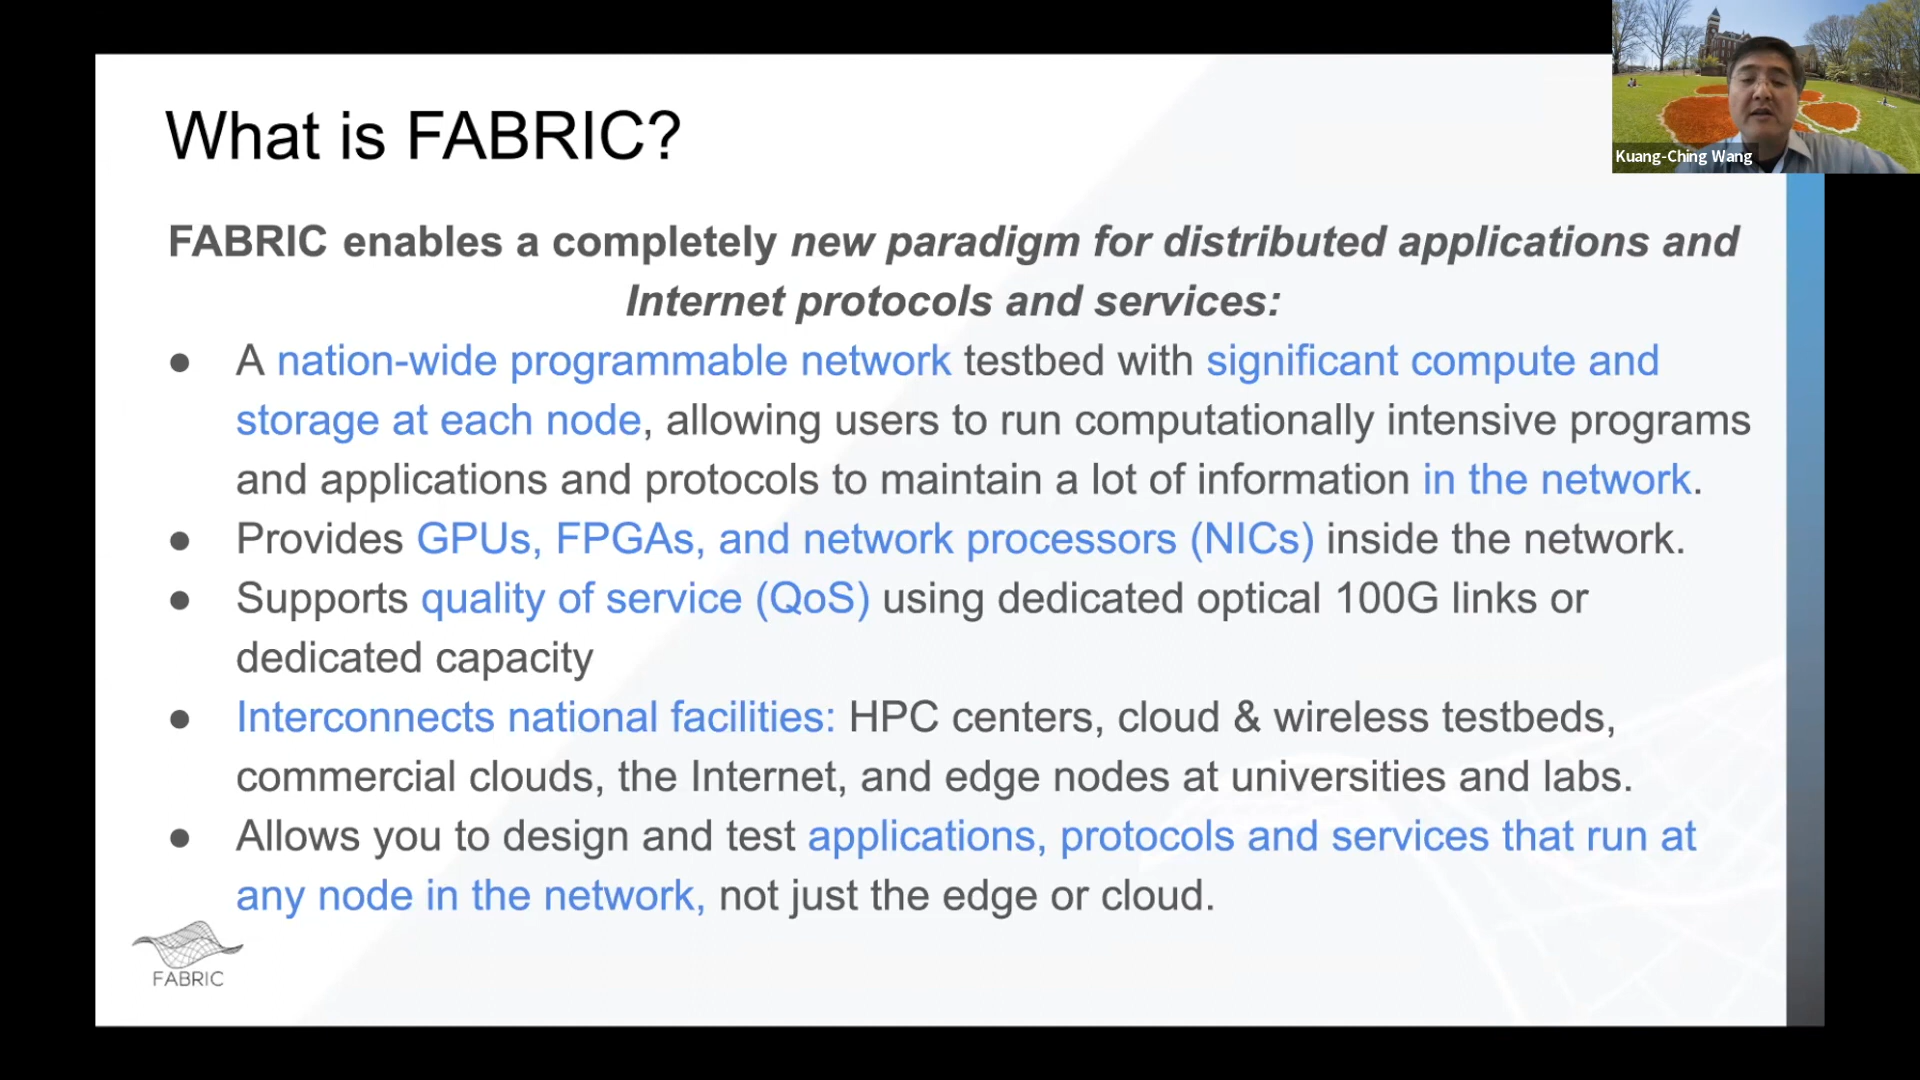 What is FABRIC?
Kuang-Ching Wang
FABRIC enables a completely new paradigm for distributed applications and
Internet protocols and services:
● A nation-wide programmable network testbed with significant compute and
storage at each node, allowing users to run computationally intensive programs
and applications and protocols to maintain a lot of information in the network.
● Provides GPUs, FPGAs, and network processors (NICs) inside the network.
● Supports quality of service (QoS) using dedicated optical 100G links or
dedicated capacity
● Interconnects national facilities: HPC centers, cloud & wireless testbeds,
commercial clouds, the Internet, and edge nodes at universities and labs.
● Allows you to design and test applications, protocols and services that run at
any node in the network, not just the edge or cloud.
FABRIC